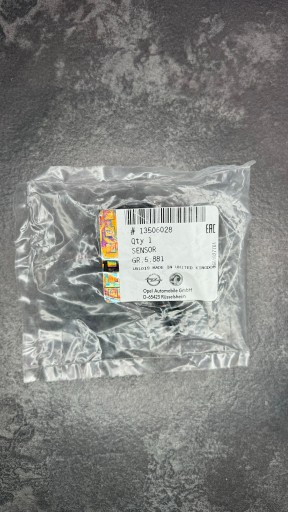 # 13506028
EAC
Qty 1
SENSOR
GR.6.881
MADE IN UNITED KINGDOM
Opel Automobile GmbH
D-65423 Rüsselsheim